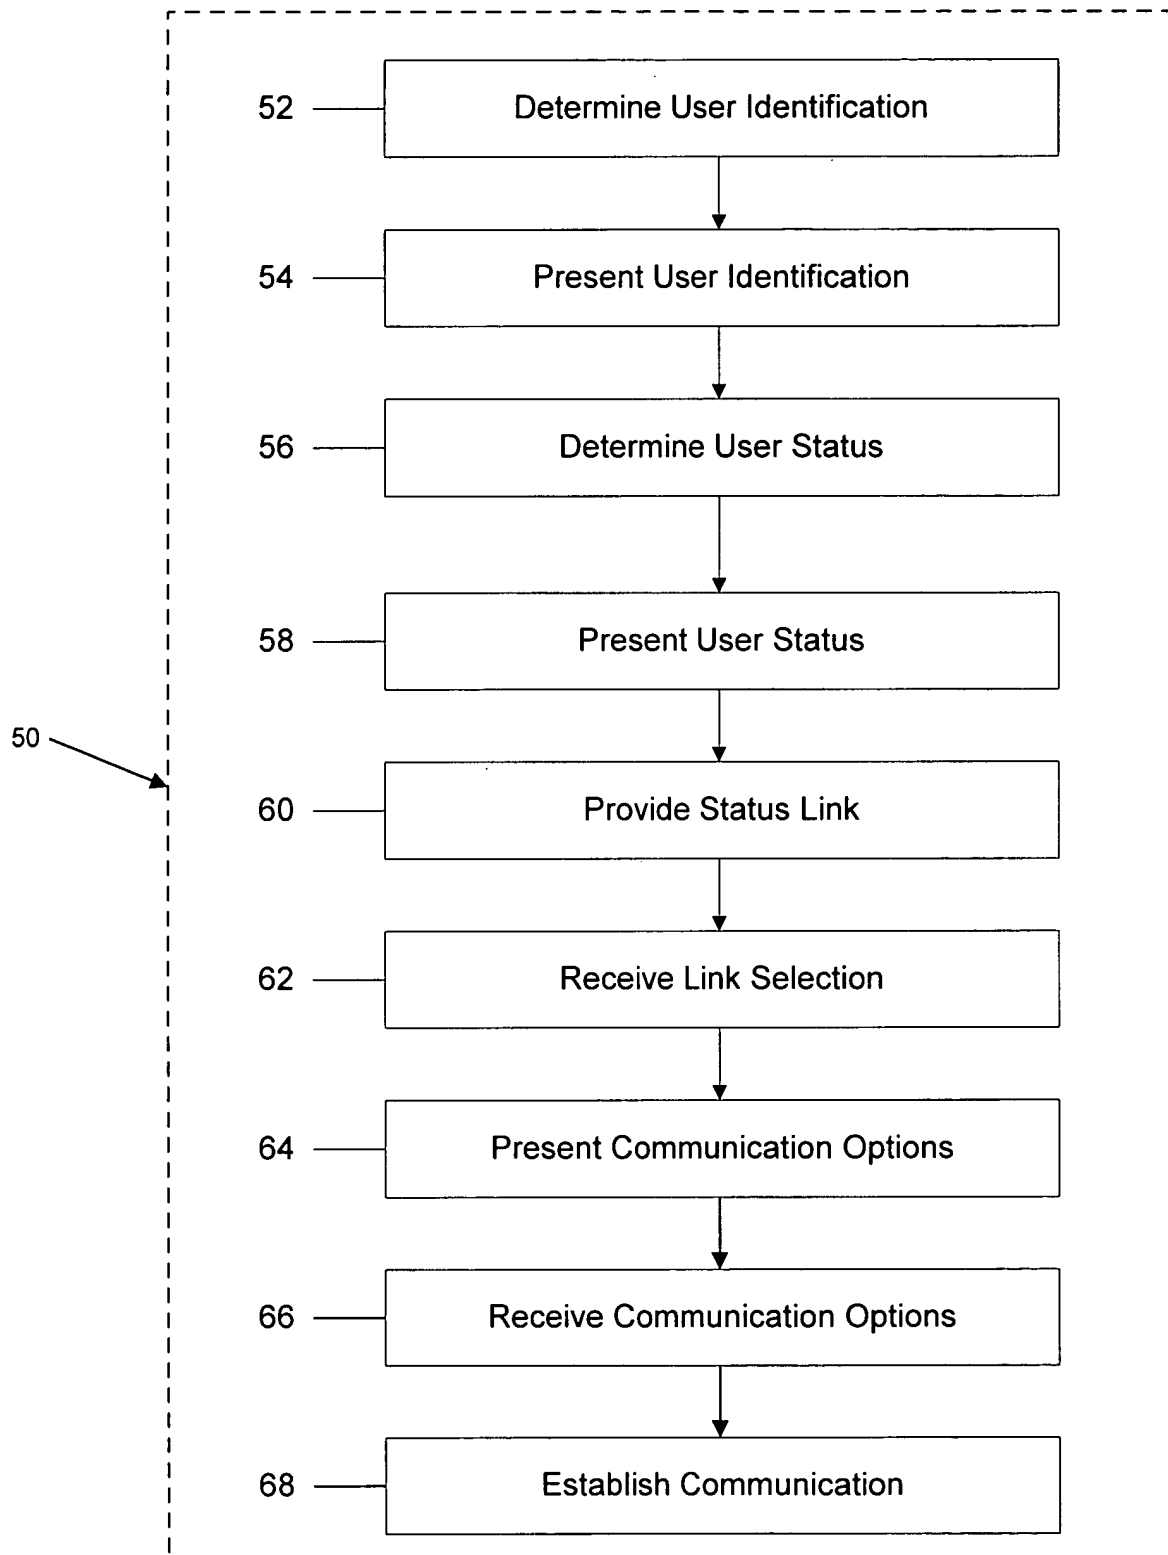 52 Determine User Identification
54 Present User Identification
56 Determine User Status
58 Present User Status
50
60 Provide Status Link
62 Receive Link Selection
64 Present Communication Options
66 Receive Communication Options
68 Establish Communication